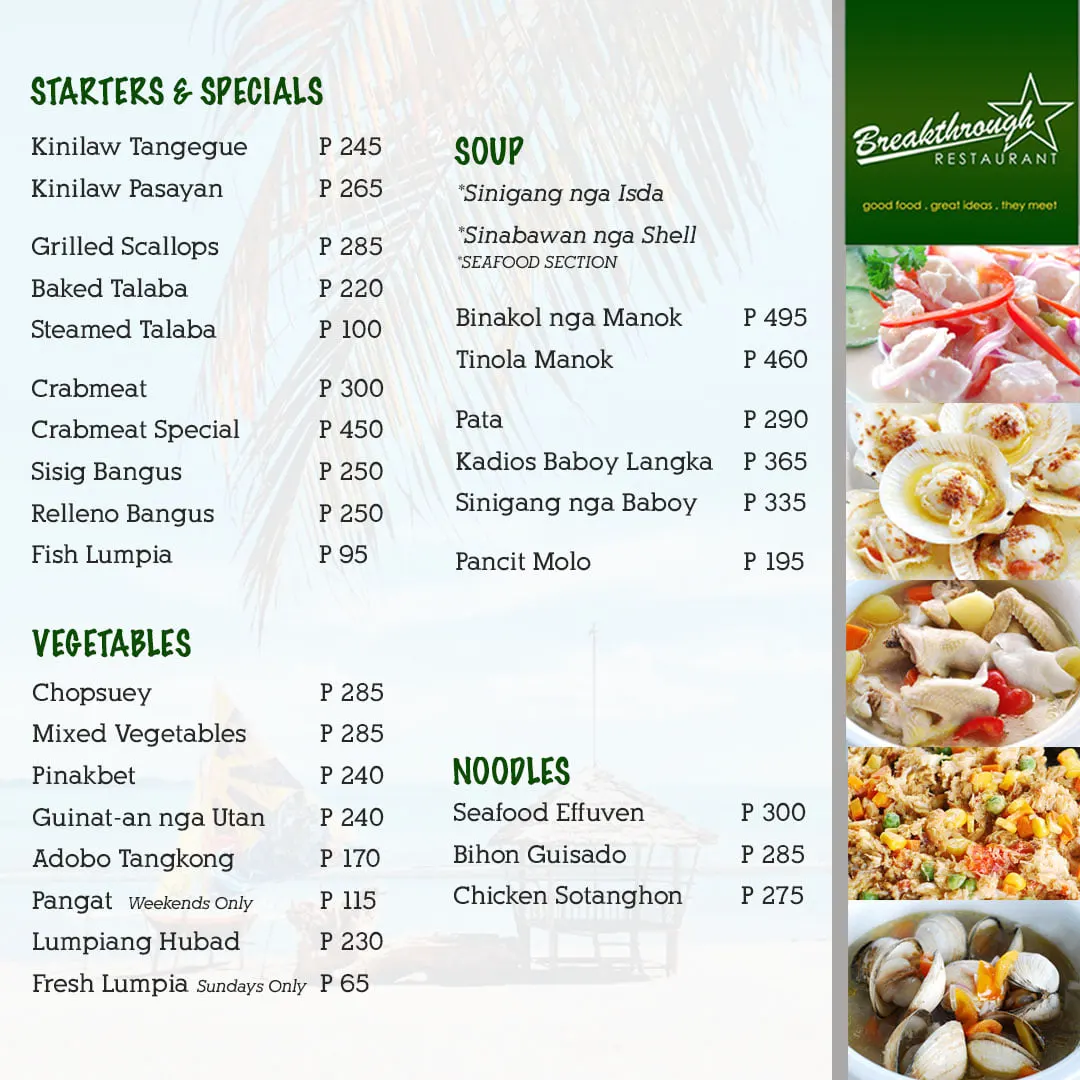 STARTERS & SPECIALS
Kinilaw Tangegue P 245
Kinilaw Pasayan P 265
Grilled Scallops P 285
Baked Talaba P 220
Steamed Talaba P 100
Crabmeat P 300
Crabmeat Special P 450
Sisig Bangus P 250
Relleno Bangus P 250
Fish Lumpia P 95
VEGETABLES
Chopsuey P 285
Mixed Vegetables P 285
Pinakbet P 240
Guinat-an nga Utan P 240
Adobo Tangkong P 170
Pangat Weekends Only P 115
Lumpiang Hubad P 230
Fresh Lumpia Sundays Only P 65
SOUP
*Sinigang nga Isda
*Sinabawan nga Shell
*SEAFOOD SECTION
Binakol nga Manok P 495
Tinola Manok P 460
Pata P 290
Kadios Baboy Langka P 365
Sinigang nga Baboy P 335
Pancit Molo P 195
NOODLES
Seafood Effuven P 300
Bihon Guisado P 285
Chicken Sotanghon P 275
Breakthrough
RESTAURANT
good food . great ideas . they meet